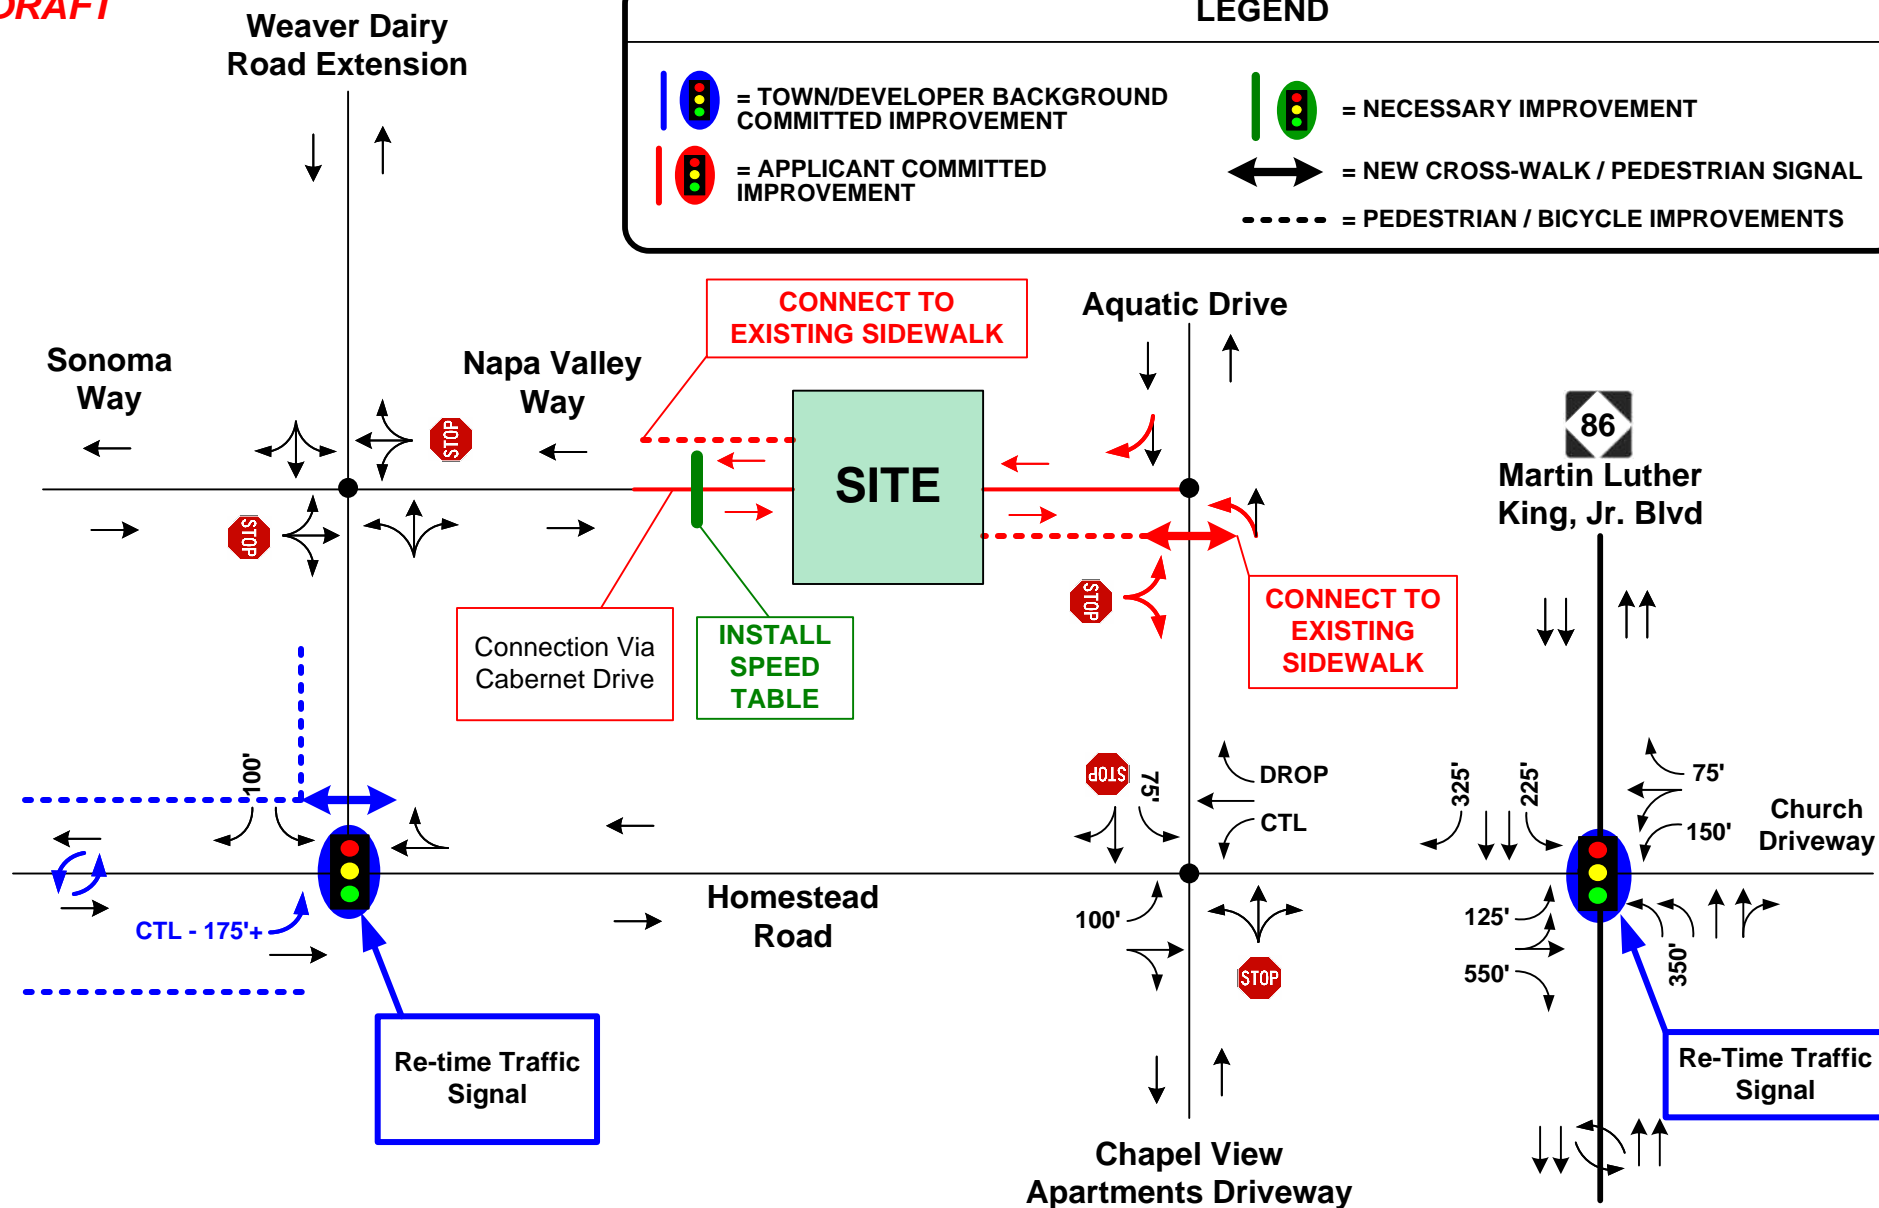 DRAFT
Weaver Dairy
Road Extension
LEGEND
= TOWN/DEVELOPER BACKGROUND
COMMITTED IMPROVEMENT
= APPLICANT COMMITTED
IMPROVEMENT
= NECESSARY IMPROVEMENT
= NEW CROSS-WALK / PEDESTRIAN SIGNAL
= PEDESTRIAN / BICYCLE IMPROVEMENTS
CONNECT TO
EXISTING SIDEWALK
Aquatic Drive
Sonoma
Way
Napa Valley
Way
STOP
SITE
86
Martin Luther
King, Jr. Blvd
STOP
STOP
CONNECT TO
EXISTING
SIDEWALK
Connection Via
Cabernet Drive
INSTALL
SPEED
TABLE
100'
STOP
75'
DROP
CTL
325'
225'
75'
150'
Church
Driveway
CTL - 175'+
Homestead
Road
100'
STOP
125'
550'
350'
Re-time Traffic
Signal
Re-Time Traffic
Signal
Chapel View
Apartments Driveway